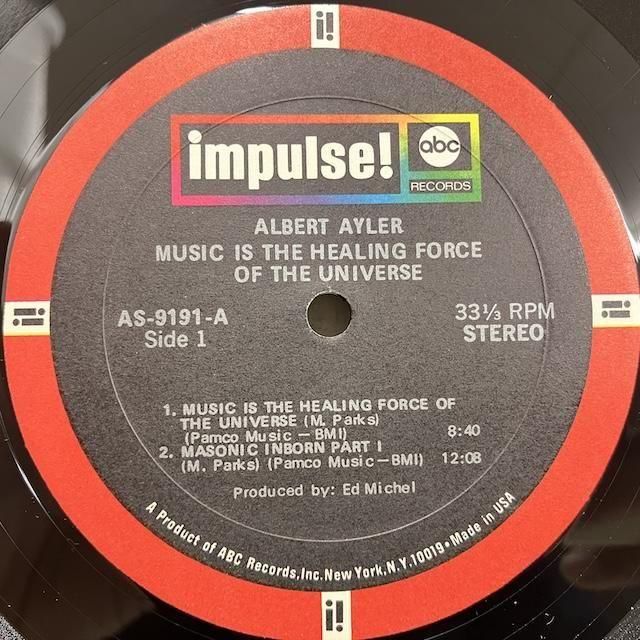 i!
impulse!
abc
RECORDS
ALBERT AYLER
MUSIC IS THE HEALING FORCE
OF THE UNIVERSE
AS-9191-A
Side 1
33⅓ RPM
STEREO
i!
i!
1. MUSIC IS THE HEALING FORCE OF
THE UNIVERSE (M. Parks)
(Pamco Music — BMI) 8:40
2. MASONIC INBORN PART I
(M. Parks) (Pamco Music—BMI) 12:08
Produced by: Ed Michel
A Product of ABC Records,Inc.New York,N.Y.10019•Made in USA
i!